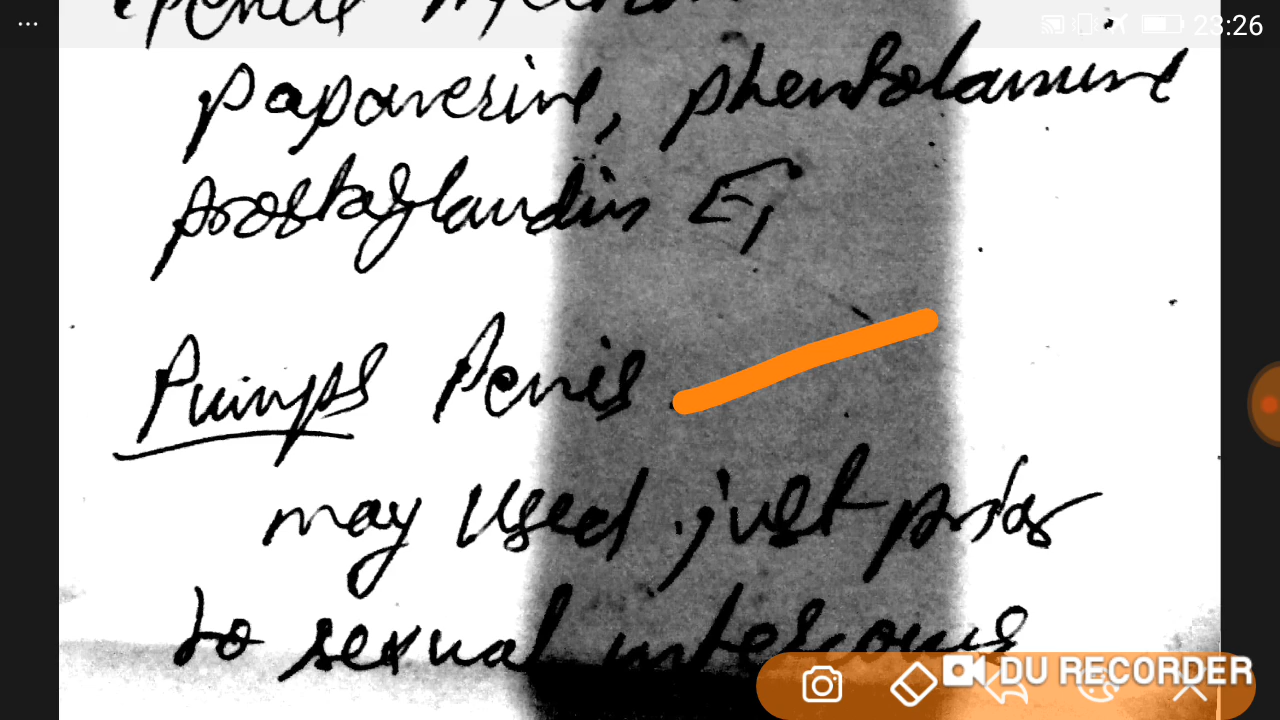 23:26
papaverine, phentolamine
prostaglandin E1
Pumps Penis
may used just prior
to sexual intercourse
DU RECORDER